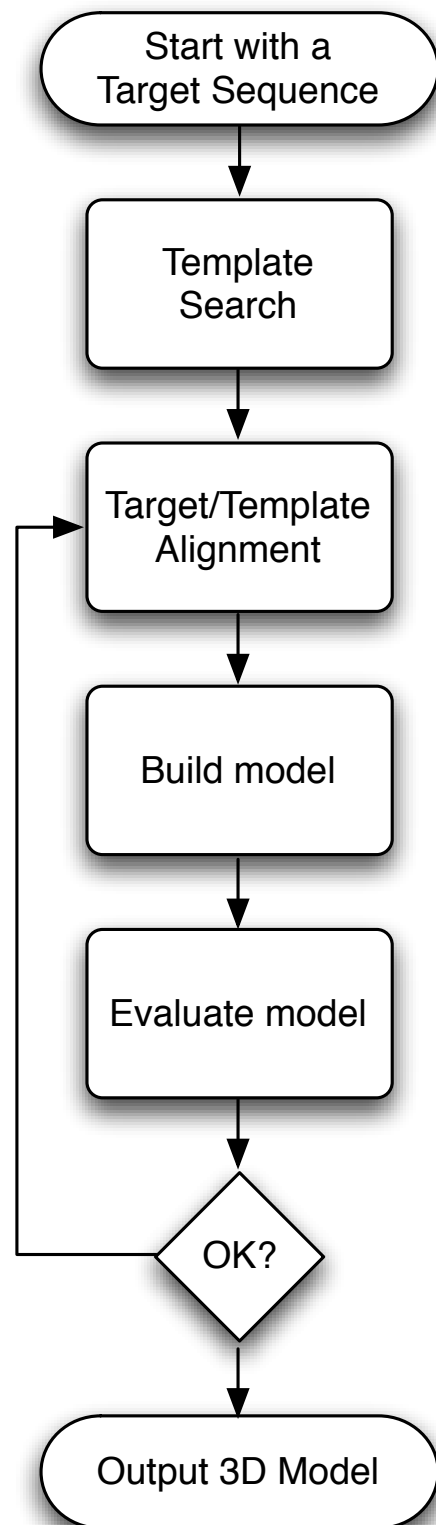 Start with a
Target Sequence
Template
Search
Target/Template
Alignment
Build model
Evaluate model
OK?
Output 3D Model